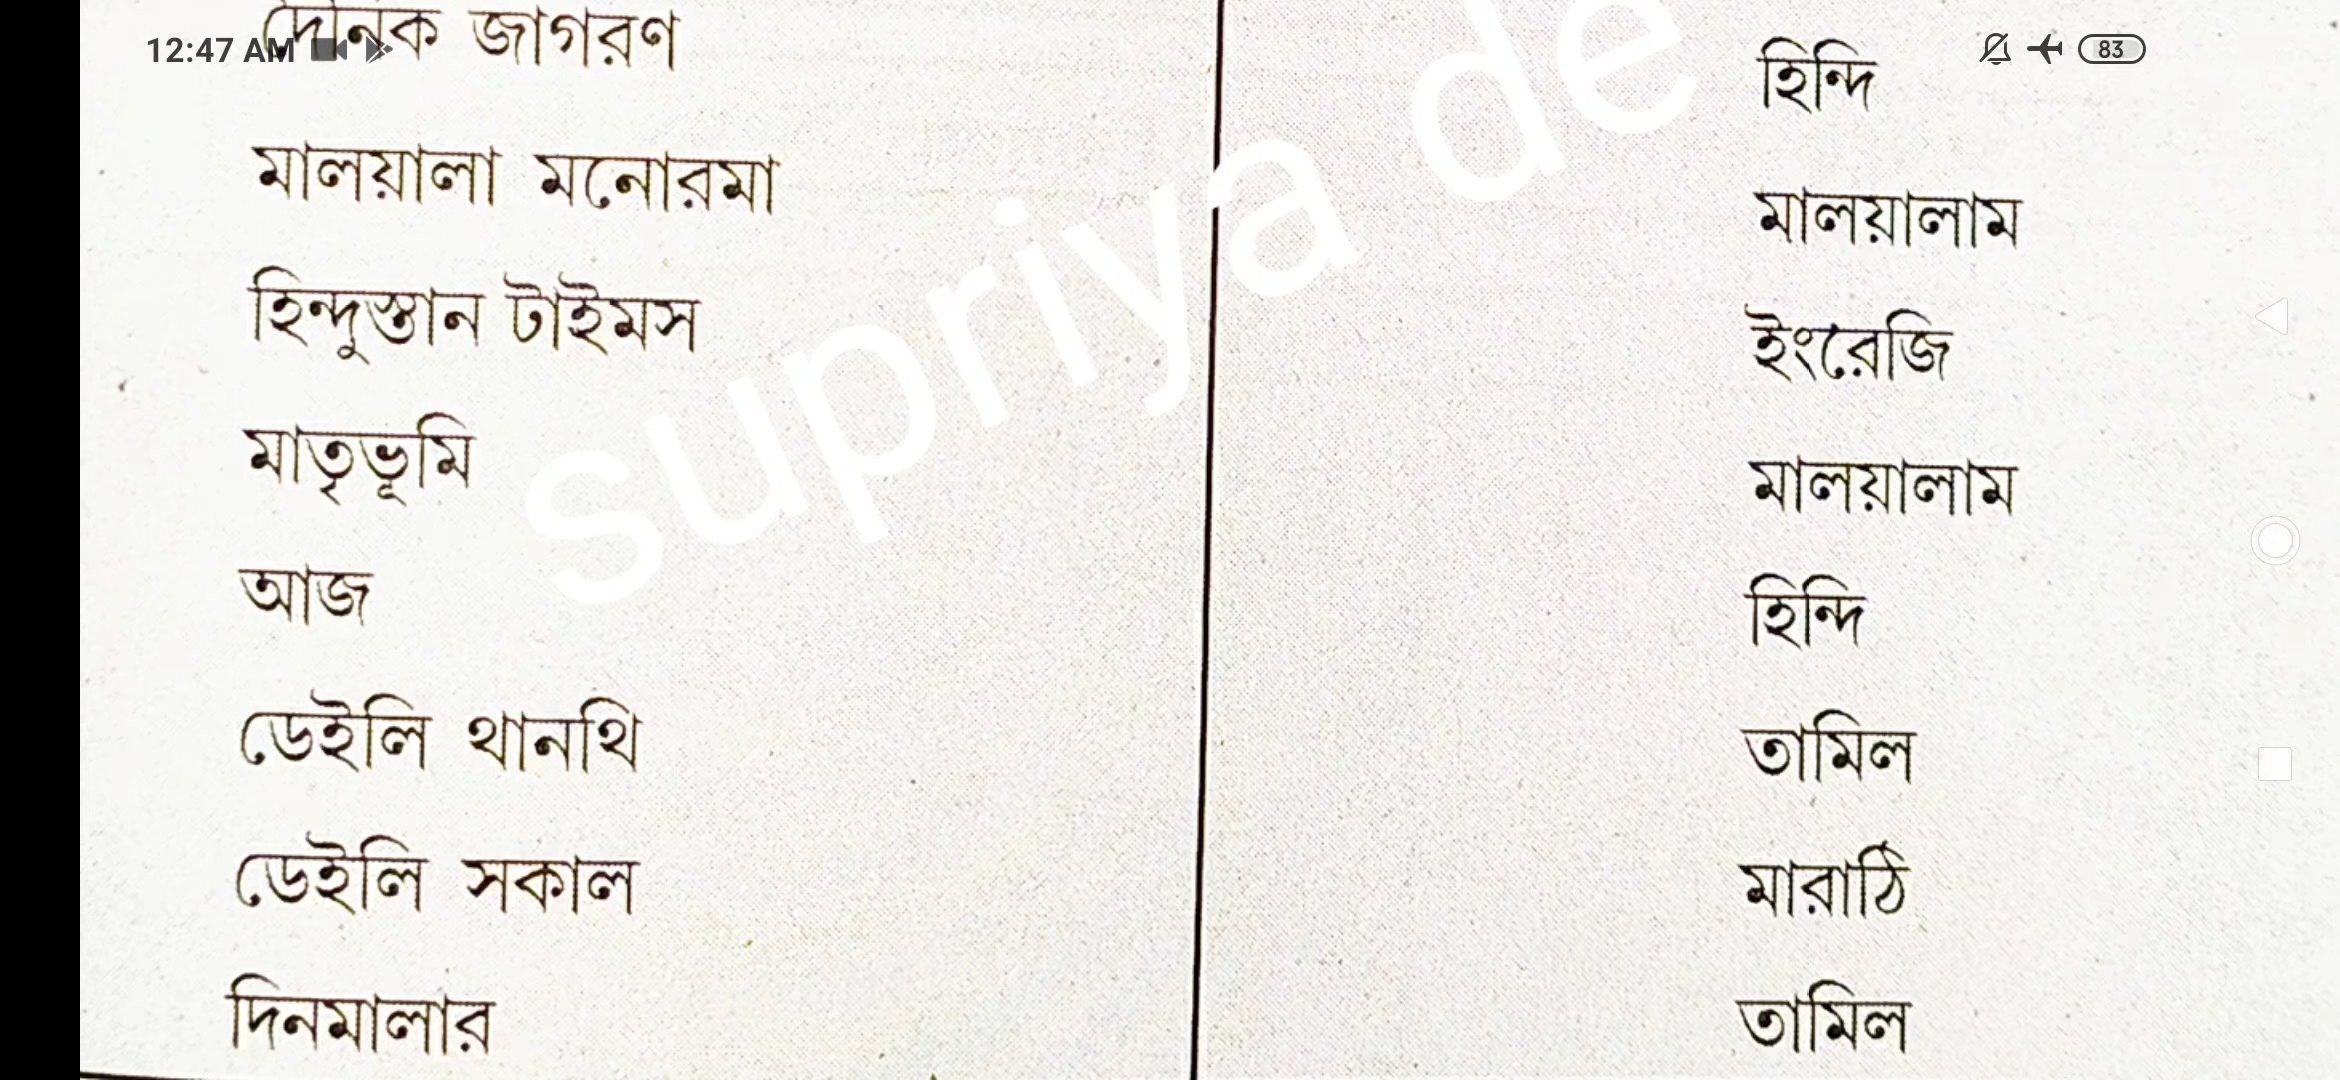 দৈনিক জাগরণ হিন্দি
মালয়ালা মনোরমা মালয়ালাম
হিন্দুস্তান টাইমস ইংরেজি
মাতৃভূমি মালয়ালাম
আজ হিন্দি
ডেইলি থানথি তামিল
ডেইলি সকাল মারাঠি
দিনমালার তামিল
supriya de
12:47 AM
83